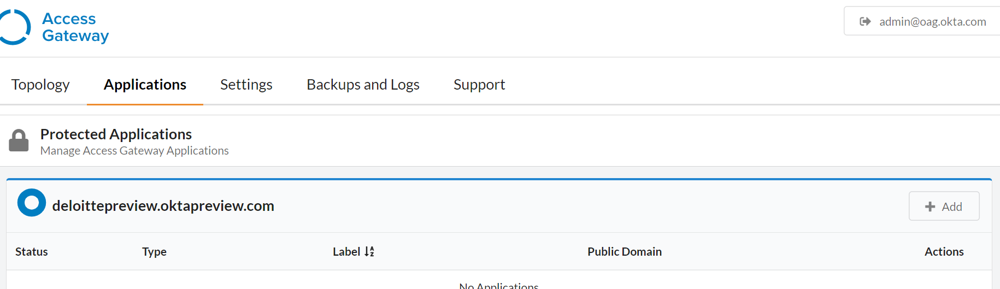 Access
Gateway
admin@oag.okta.com
Topology Applications Settings Backups and Logs Support
Protected Applications
Manage Access Gateway Applications
deloittepreview.oktapreview.com
Add
Status Type Label Public Domain Actions
No Applications